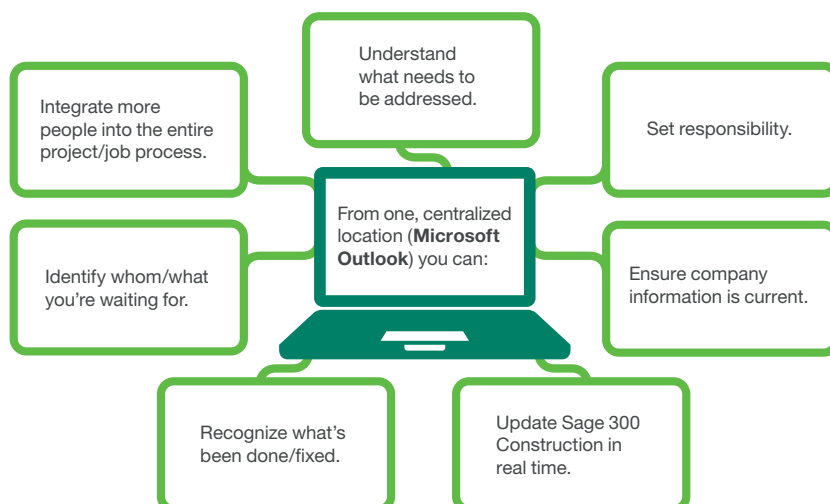 Understand
what needs to
be addressed.
Integrate more
people into the entire
project/job process.
Set responsibility.
From one, centralized
location (Microsoft
Outlook) you can:
Identify whom/what
you’re waiting for.
Ensure company
information is current.
Recognize what’s
been done/fixed.
Update Sage 300
Construction in
real time.